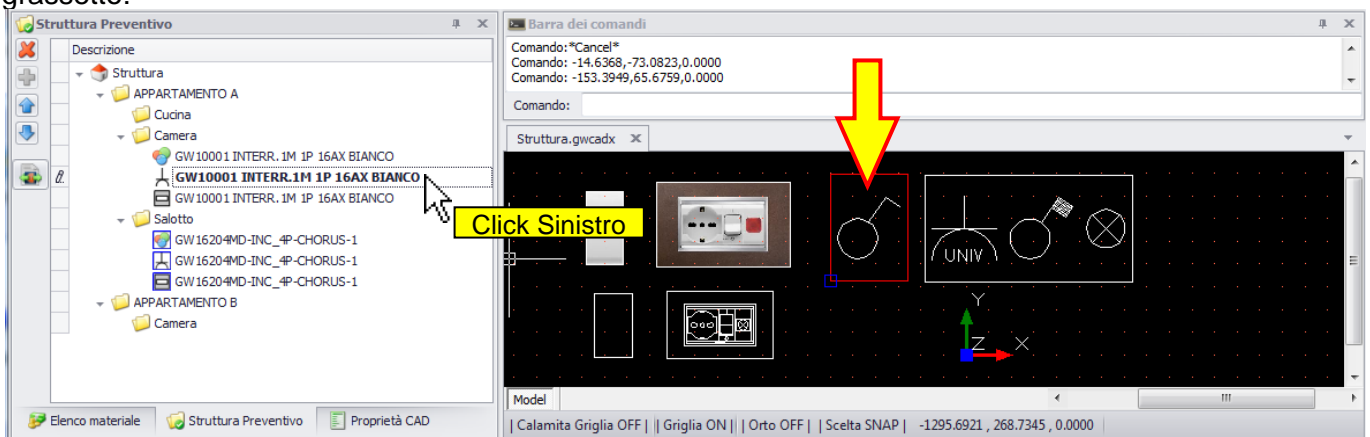 grassetto.
Struttura Preventivo
Descrizione
Struttura
APPARTAMENTO A
Cucina
Camera
GW10001 INTERR.1M 1P 16AX BIANCO
GW10001 INTERR.1M 1P 16AX BIANCO
GW10001 INTERR.1M 1P 16AX BIANCO
Salotto
GW16204MD-INC_4P-CHORUS-1
GW16204MD-INC_4P-CHORUS-1
GW16204MD-INC_4P-CHORUS-1
APPARTAMENTO B
Camera
Click Sinistro
Elenco materiale
Struttura Preventivo
Proprietà CAD
Barra dei comandi
Comando:*Cancel*
Comando: -14.6368,-73.0823,0.0000
Comando: -153.3949,65.6759,0.0000
Comando:
Struttura.gwcadx
UNIV
Y
Z X
Model
| Calamita Griglia OFF | | Griglia ON | | Orto OFF | | Scelta SNAP | -1295.6921 , 268.7345 , 0.0000